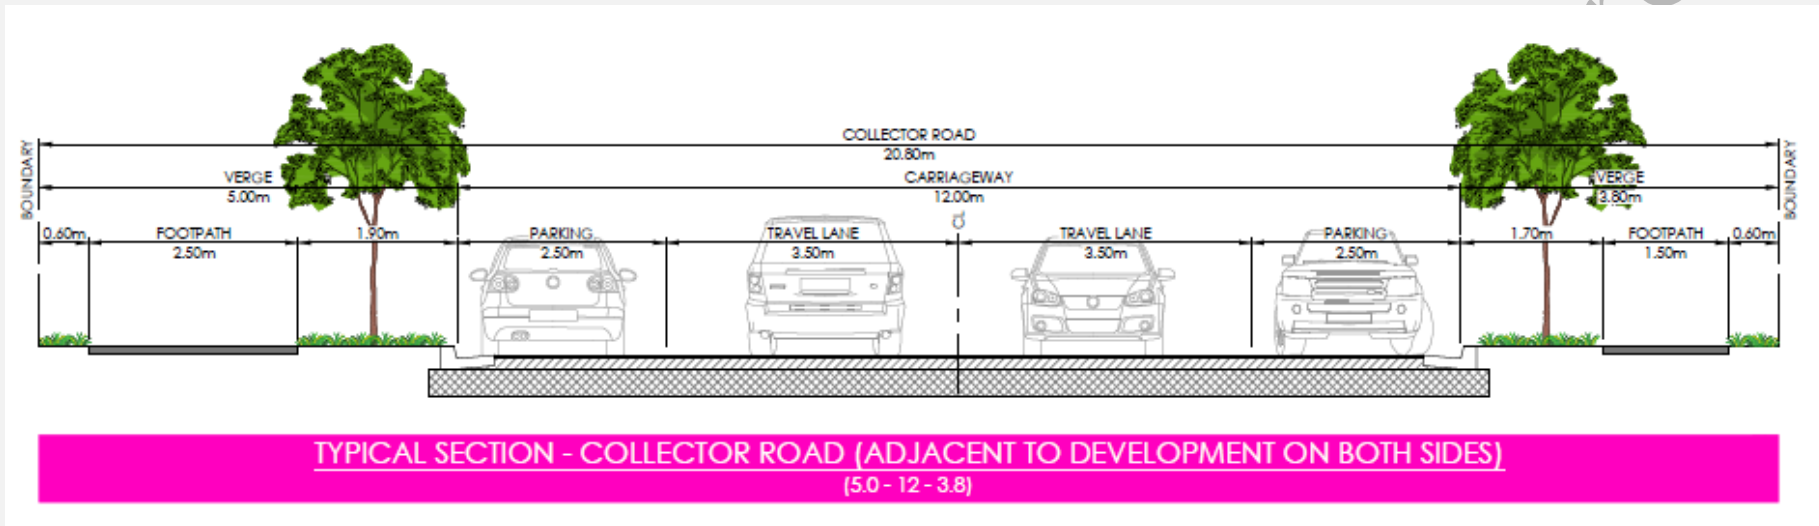 COLLECTOR ROAD
20.80m
BOUNDARY
VERGE
5.00m
CARRIAGEWAY
12.00m
VERGE
3.80m
BOUNDARY
CL
0.60m
FOOTPATH
2.50m
1.90m
PARKING
2.50m
TRAVEL LANE
3.50m
TRAVEL LANE
3.50m
PARKING
2.50m
1.70m
FOOTPATH
1.50m
0.60m
TYPICAL SECTION - COLLECTOR ROAD (ADJACENT TO DEVELOPMENT ON BOTH SIDES)
(5.0 - 12 - 3.8)